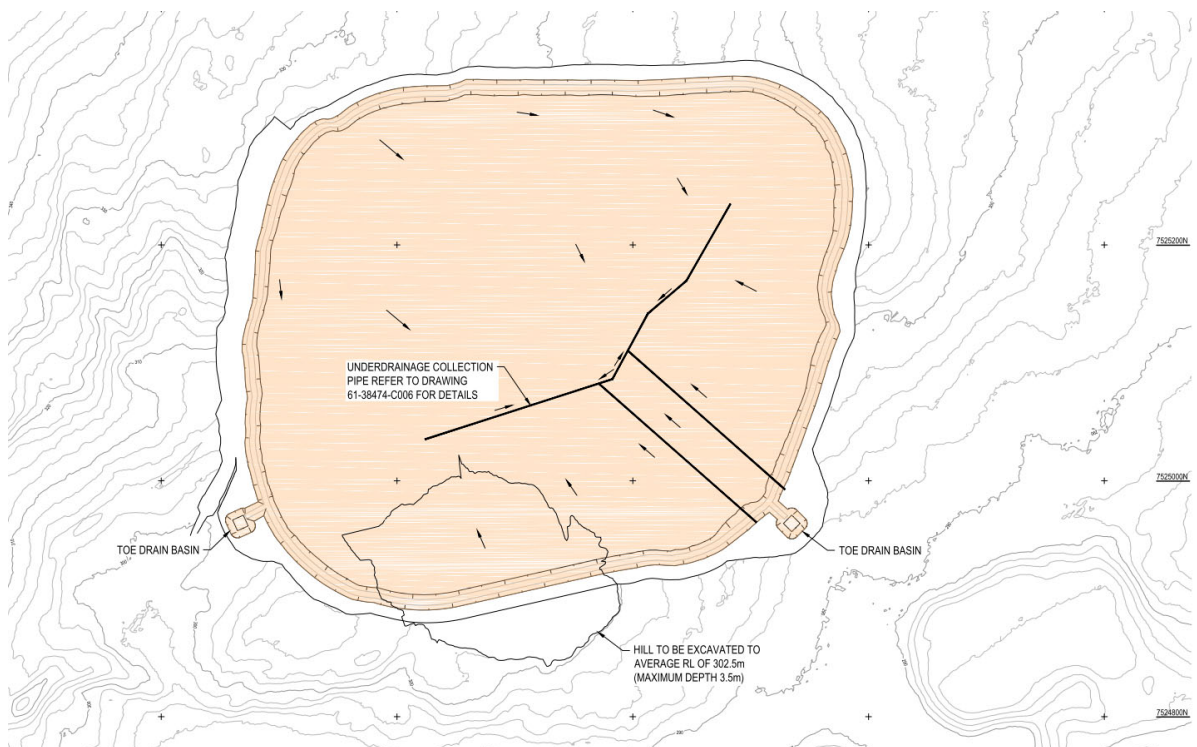 7525200N
UNDERDRAINAGE COLLECTION
PIPE REFER TO DRAWING
61-38474-C006 FOR DETAILS
7525000N
TOE DRAIN BASIN
TOE DRAIN BASIN
HILL TO BE EXCAVATED TO
AVERAGE RL OF 302.5m
(MAXIMUM DEPTH 3.5m)
7524800N